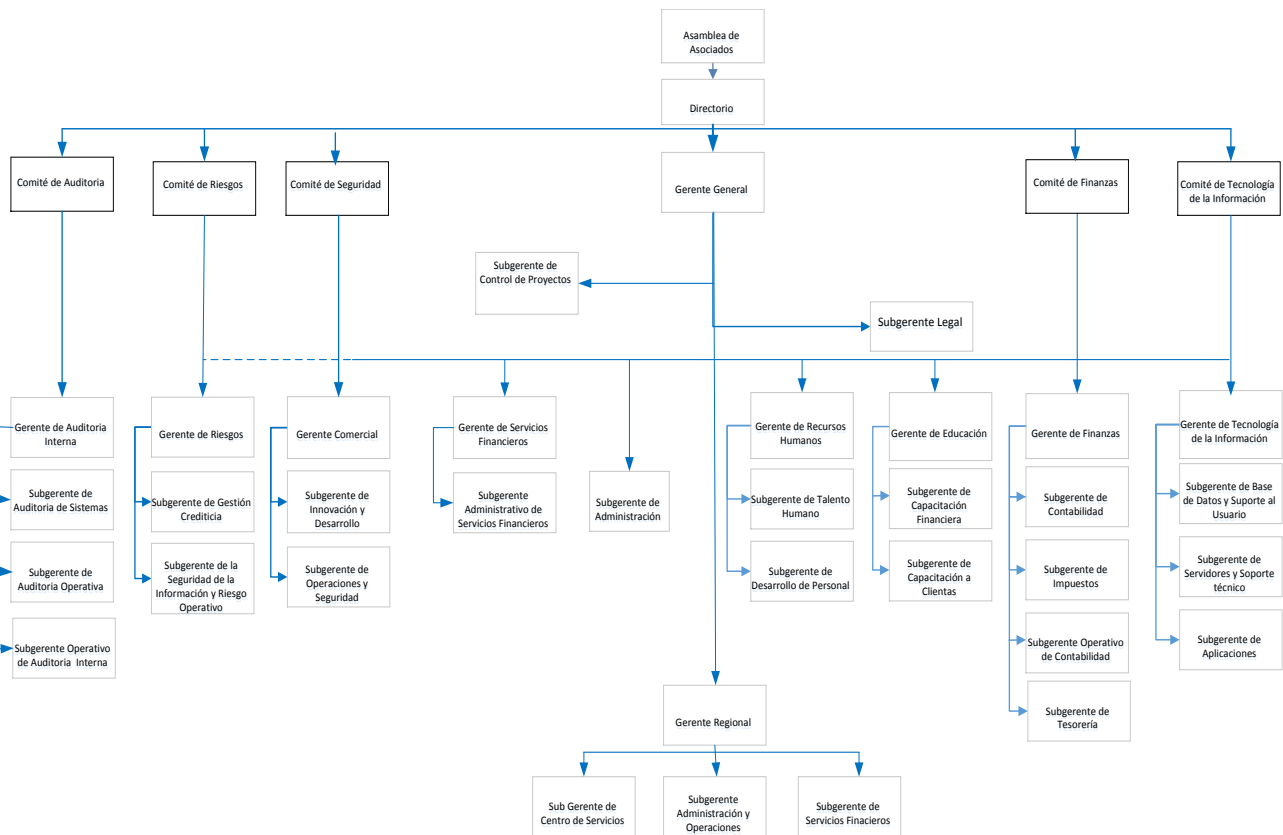 Asamblea de
Asociados
Directorio
Comité de Auditoria
Comité de Riesgos
Comité de Seguridad
Gerente General
Comité de Finanzas
Comité de Tecnología
de la Información
Subgerente de
Control de Proyectos
Subgerente Legal
Gerente de Auditoria
Interna
Gerente de Riesgos
Gerente Comercial
Gerente de Servicios
Financieros
Gerente de Recursos
Humanos
Gerente de Educación
Gerente de Finanzas
Gerente de Tecnología
de la Información
Subgerente de
Auditoria de Sistemas
Subgerente de Gestión
Crediticia
Subgerente de
Innovación y
Desarrollo
Subgerente
Administrativo de
Servicios Financieros
Subgerente de
Administración
Subgerente de Talento
Humano
Subgerente de
Capacitación
Financiera
Subgerente de
Contabilidad
Subgerente de Base
de Datos y Suporte al
Usuario
Subgerente de
Auditoria Operativa
Subgerente de la
Seguridad de la
Información y Riesgo
Operativo
Subgerente de
Operaciones y
Seguridad
Subgerente de
Desarrollo de Personal
Subgerente de
Capacitación a
Clientas
Subgerente de
Impuestos
Subgerente de
Servidores y Soporte
técnico
Subgerente Operativo
de Auditoria Interna
Subgerente Operativo
de Contabilidad
Subgerente de
Aplicaciones
Subgerente de
Tesorería
Gerente Regional
Sub Gerente de
Centro de Servicios
Subgerente
Administración y
Operaciones
Subgerente de
Servicios Finacieros